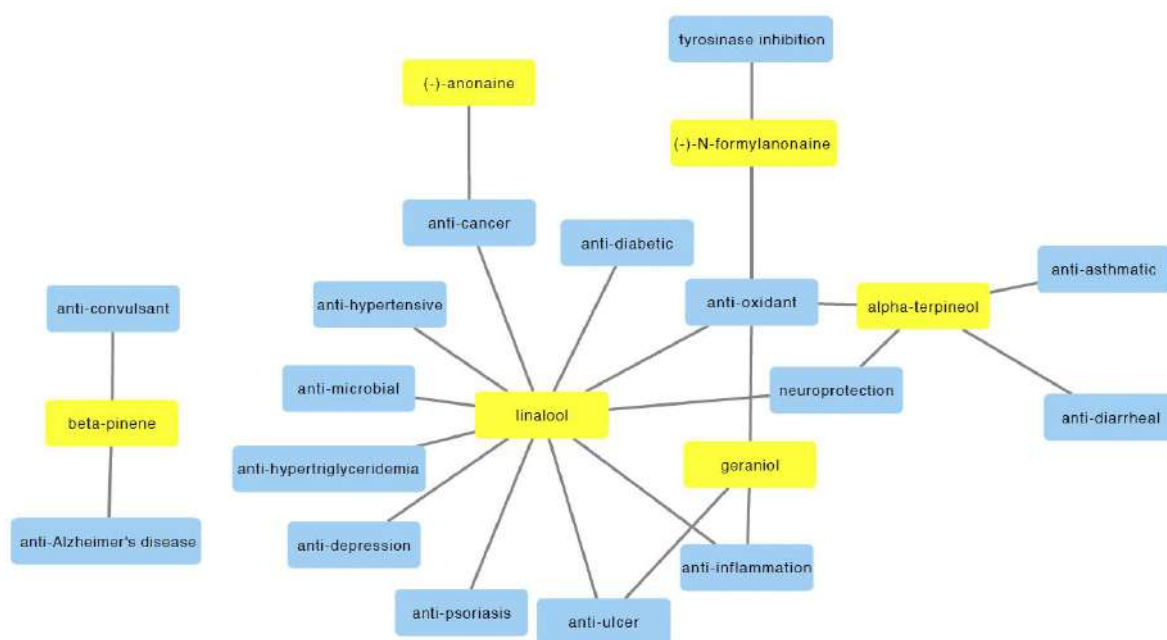 tyrosinase inhibition
(-)-anonaine
(-)-N-formylanonaine
anti-cancer
anti-diabetic
anti-asthmatic
anti-convulsant
anti-hypertensive
anti-oxidant
alpha-terpineol
anti-microbial
neuroprotection
beta-pinene
linalool
anti-diarrheal
anti-hypertriglyceridemia
geraniol
anti-Alzheimer's disease
anti-depression
anti-inflammation
anti-psoriasis
anti-ulcer